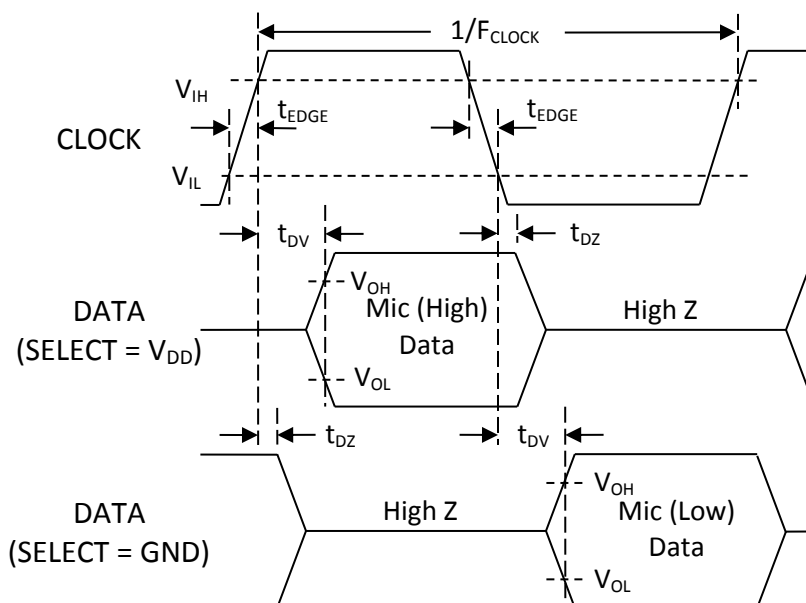 1/F_CLOCK
V_IH
t_EDGE
t_EDGE
CLOCK
V_IL
t_DV
t_DZ
V_OH
DATA
(SELECT = V_DD)
Mic (High)
Data
High Z
V_OL
t_DZ
t_DV
V_OH
DATA
(SELECT = GND)
High Z
Mic (Low)
Data
V_OL